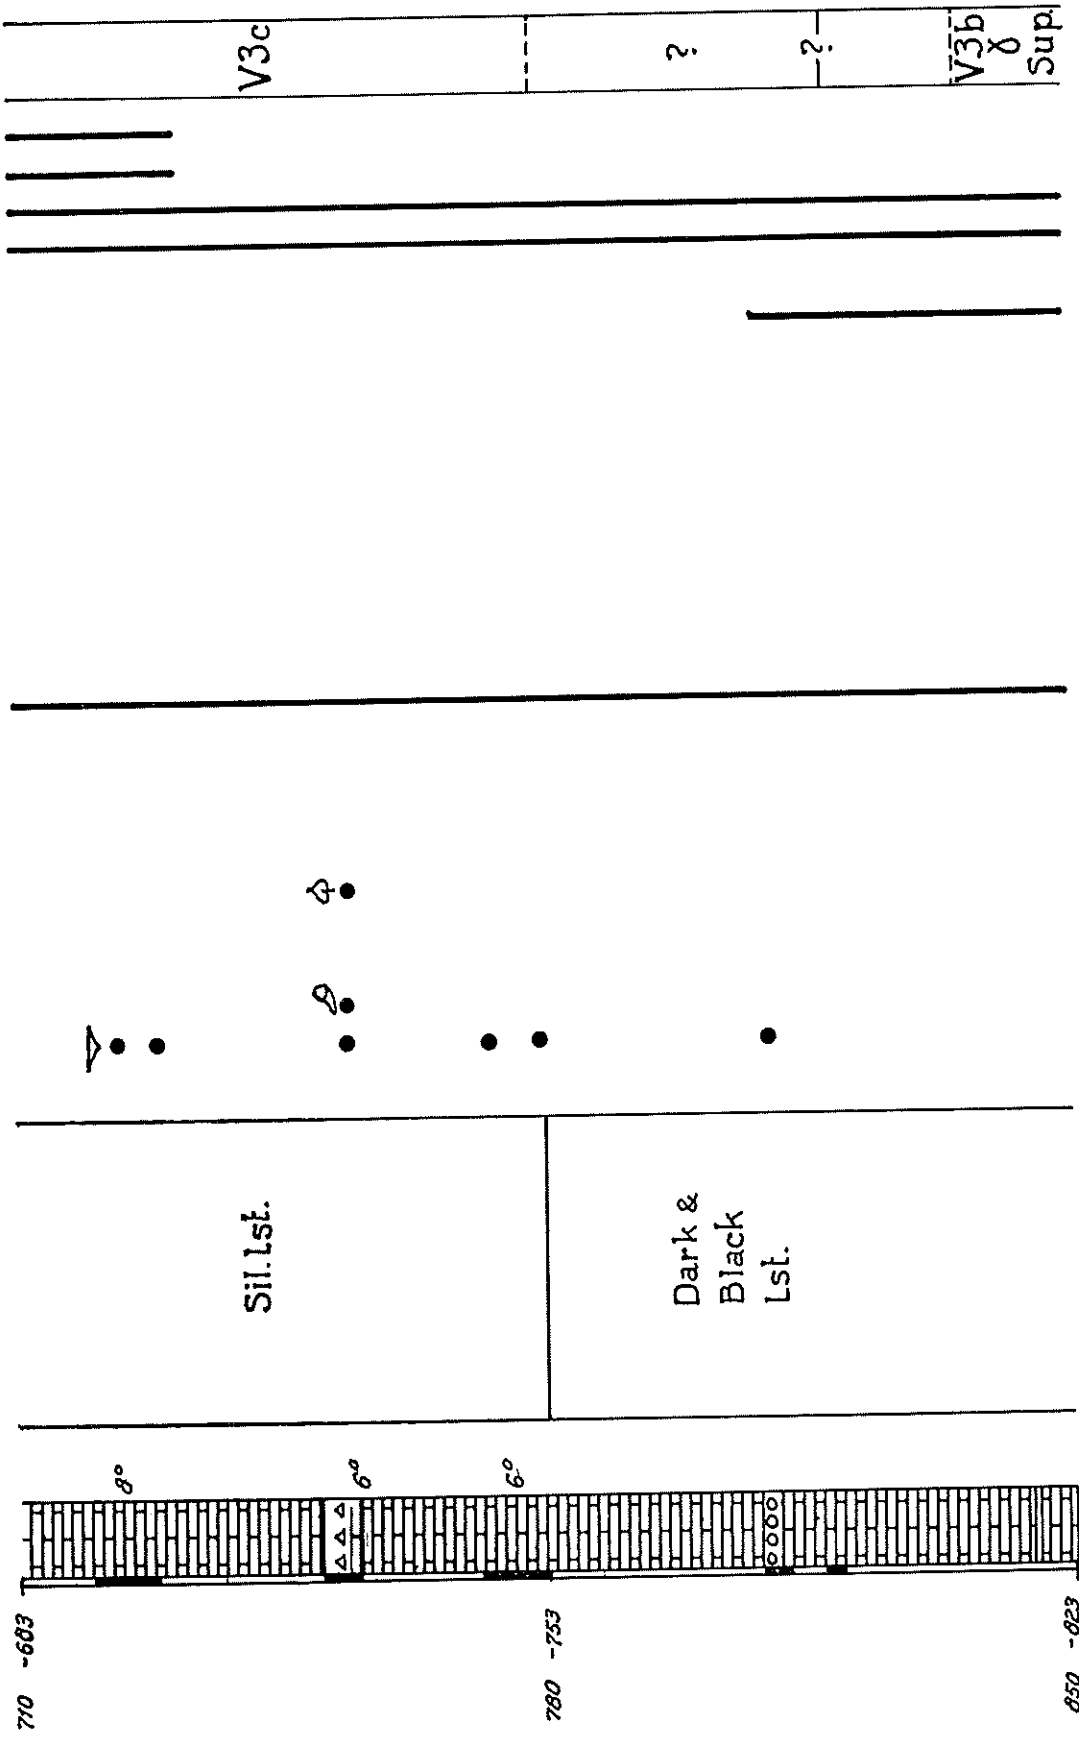 710 -683
8°
Sil. Lst.
V3c
6°
6°
780 -753
Dark &
Black
Lst.
?
?
850 -823
V3b
γ
Sup.